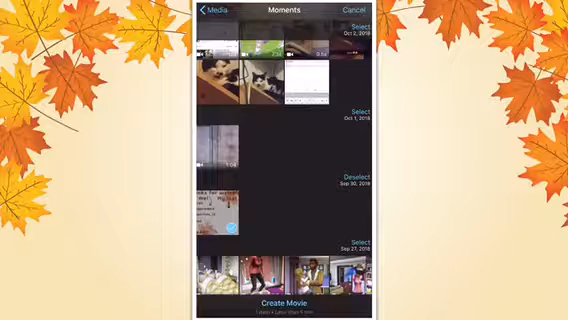 Media
Moments
Cancel
Select
Oct 2, 2018
Select
Oct 1, 2018
Deselect
Sep 30, 2018
Select
Sep 27, 2018
Create Movie